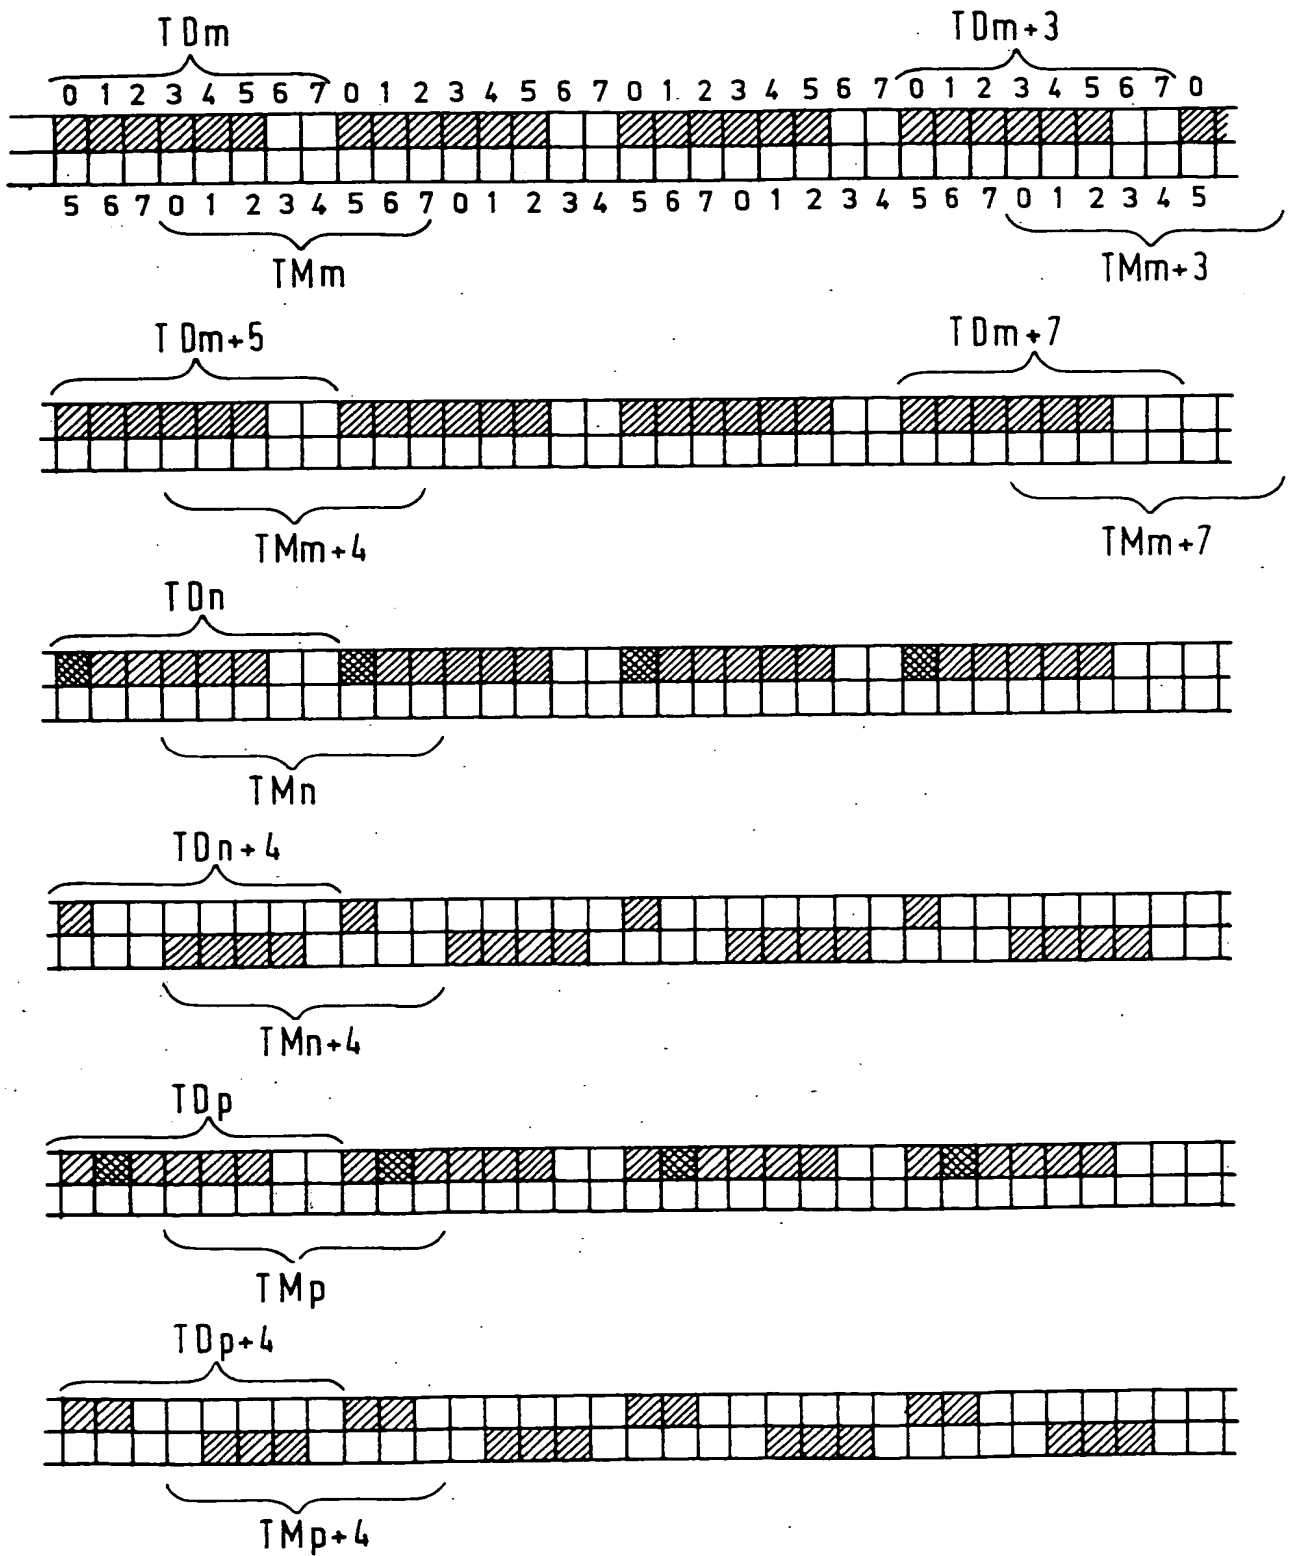 TDm TDm+3
0 1 2 3 4 5 6 7 0 1 2 3 4 5 6 7 0 1 2 3 4 5 6 7 0 1 2 3 4 5 6 7 0
5 6 7 0 1 2 3 4 5 6 7 0 1 2 3 4 5 6 7 0 1 2 3 4 5 6 7 0 1 2 3 4 5
TMm TMm+3
TDm+5 TDm+7
TMm+4 TMm+7
TDn
TMn
TDn+4
TMn+4
TDp
TMp
TDp+4
TMp+4